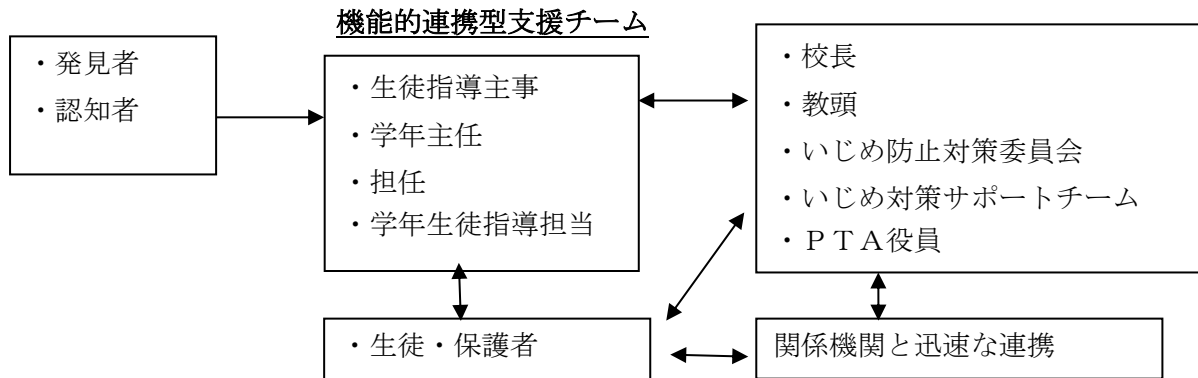 機能的連携型支援チーム
・発見者
・認知者
・生徒指導主事
・学年主任
・担任
・学年生徒指導担当
・校長
・教頭
・いじめ防止対策委員会
・いじめ対策サポートチーム
・ＰＴＡ役員
・生徒・保護者
関係機関と迅速な連携